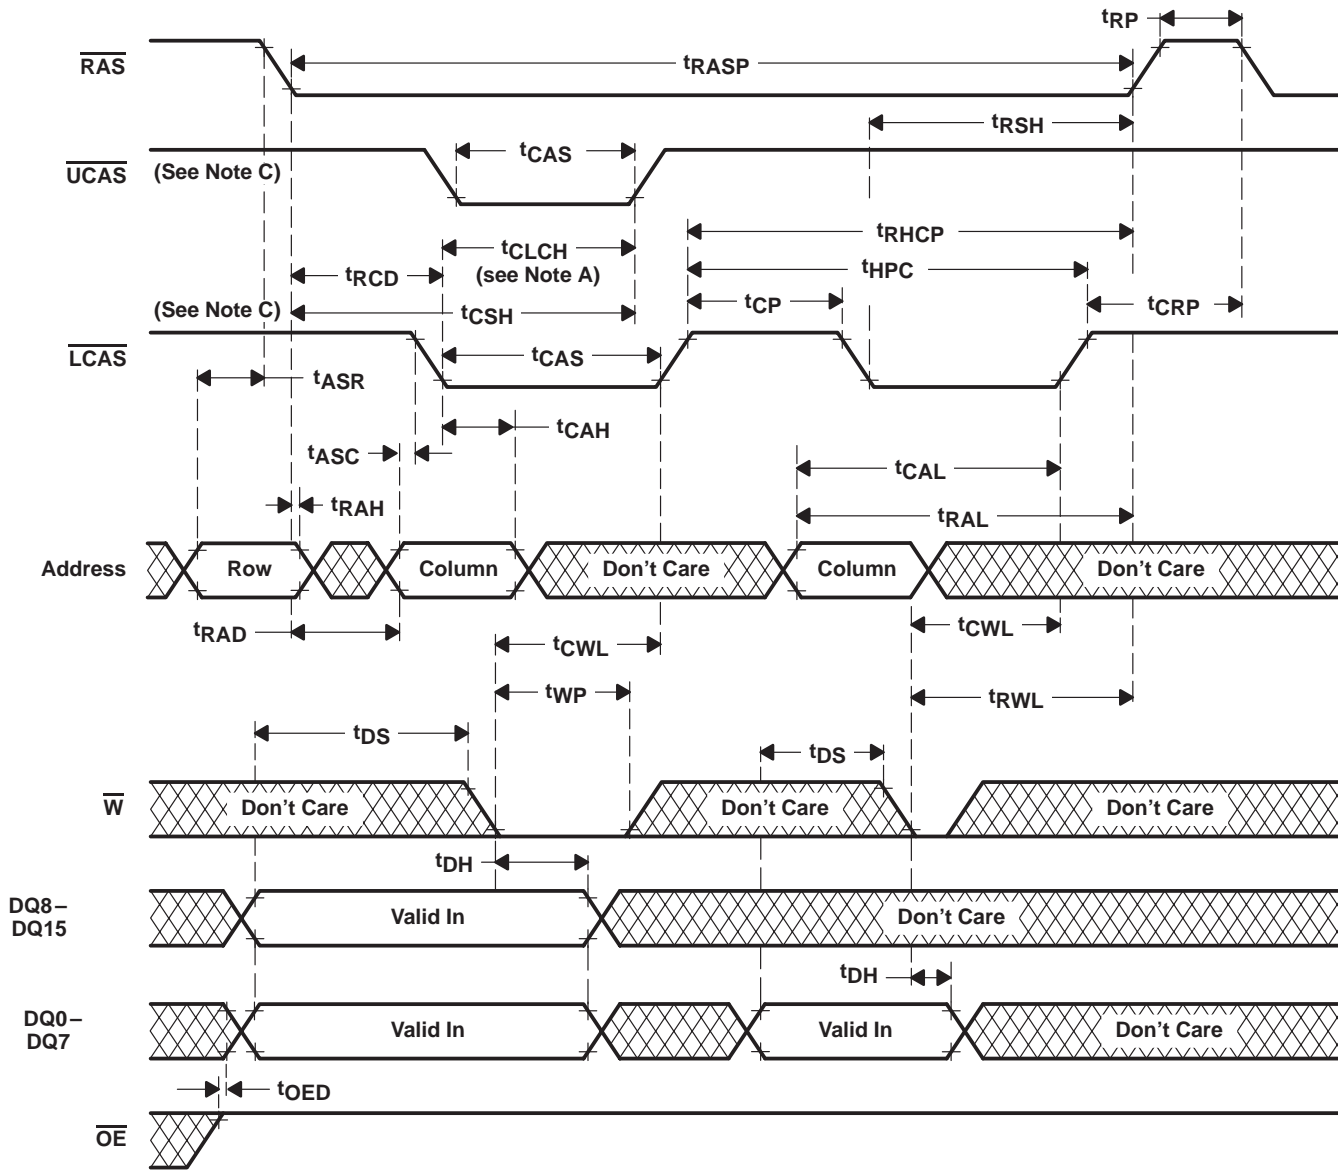 tRP
RAS
tRASP
tRSH
UCAS (See Note C)
tCAS
tRHCP
tCLCH
(see Note A)
tHPC
tRCD
tCP
tCRP
(See Note C)
tCSH
LCAS
tCAS
tASR
tCAH
tASC
tCAL
tRAH
tRAL
Address Row Column Don't Care Column Don't Care
tRAD
tCWL
tCWL
tWP
tRWL
tDS
tDS
W Don't Care Don't Care Don't Care
tDH
DQ8–
DQ15
Valid In Don't Care
tDH
DQ0–
DQ7
Valid In Valid In Don't Care
tOED
OE